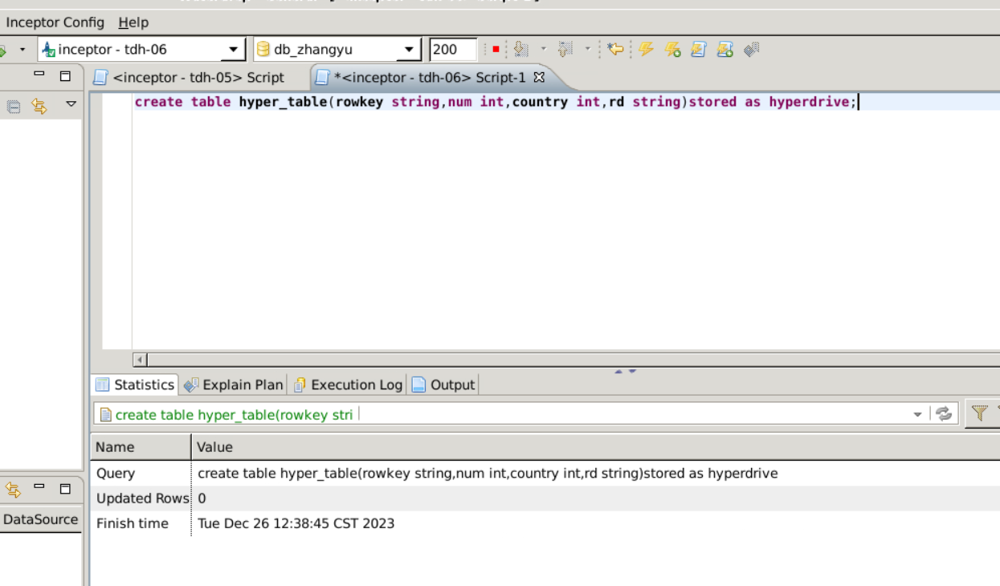 Inceptor Config Help
inceptor - tdh-06 db_zhangyu 200
<inceptor - tdh-05> Script *<inceptor - tdh-06> Script-1
create table hyper_table(rowkey string,num int,country int,rd string)stored as hyperdrive;
Statistics Explain Plan Execution Log Output
create table hyper_table(rowkey stri
Name Value
Query create table hyper_table(rowkey string,num int,country int,rd string)stored as hyperdrive
Updated Rows 0
DataSource
Finish time Tue Dec 26 12:38:45 CST 2023